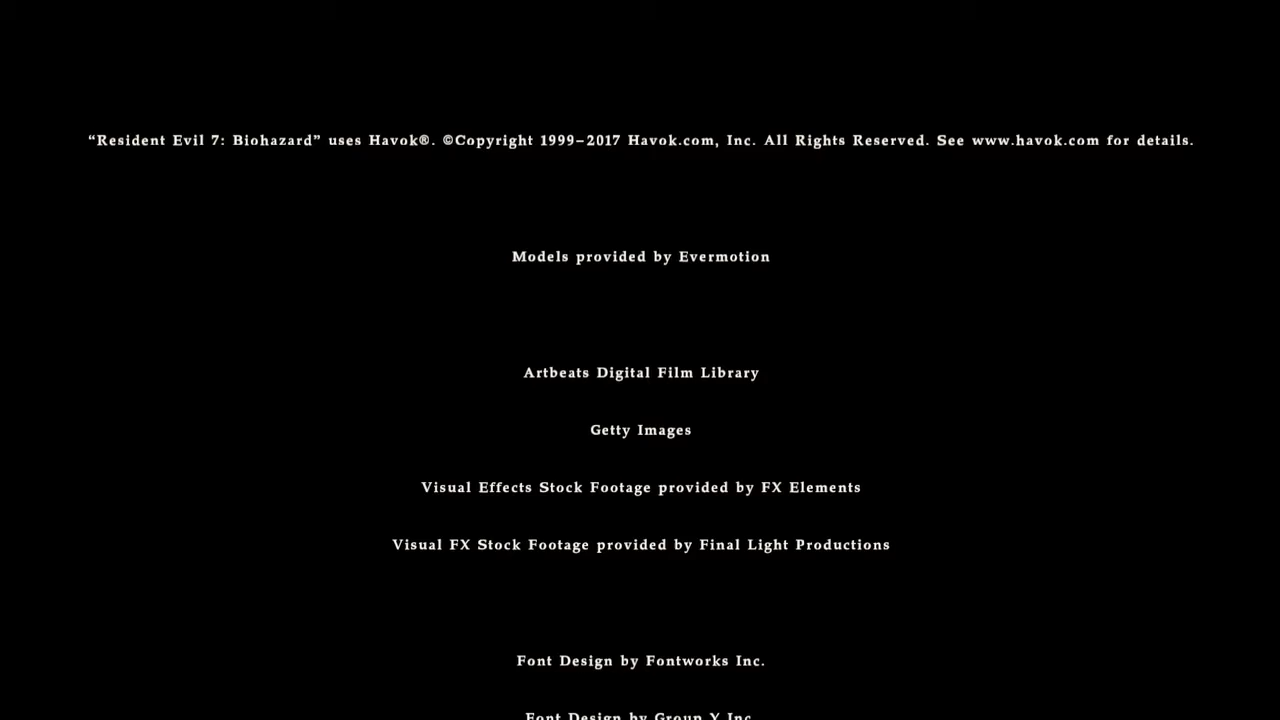 “Resident Evil 7: Biohazard” uses Havok®. ©Copyright 1999–2017 Havok.com, Inc. All Rights Reserved. See www.havok.com for details.
Models provided by Evermotion
Artbeats Digital Film Library
Getty Images
Visual Effects Stock Footage provided by FX Elements
Visual FX Stock Footage provided by Final Light Productions
Font Design by Fontworks Inc.
Font Design by Group Y Inc.